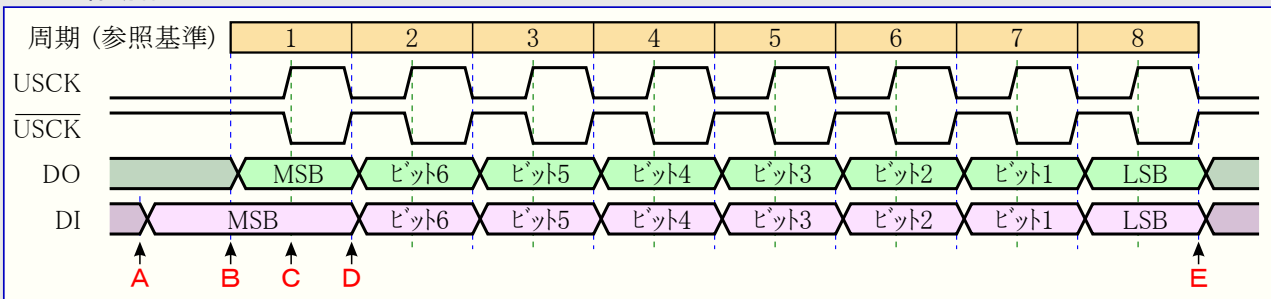 周期 (参照基準) 1 2 3 4 5 6 7 8
USCK
USCK
DO MSB ビット6 ビット5 ビット4 ビット3 ビット2 ビット1 LSB
DI MSB ビット6 ビット5 ビット4 ビット3 ビット2 ビット1 LSB
A B C D E